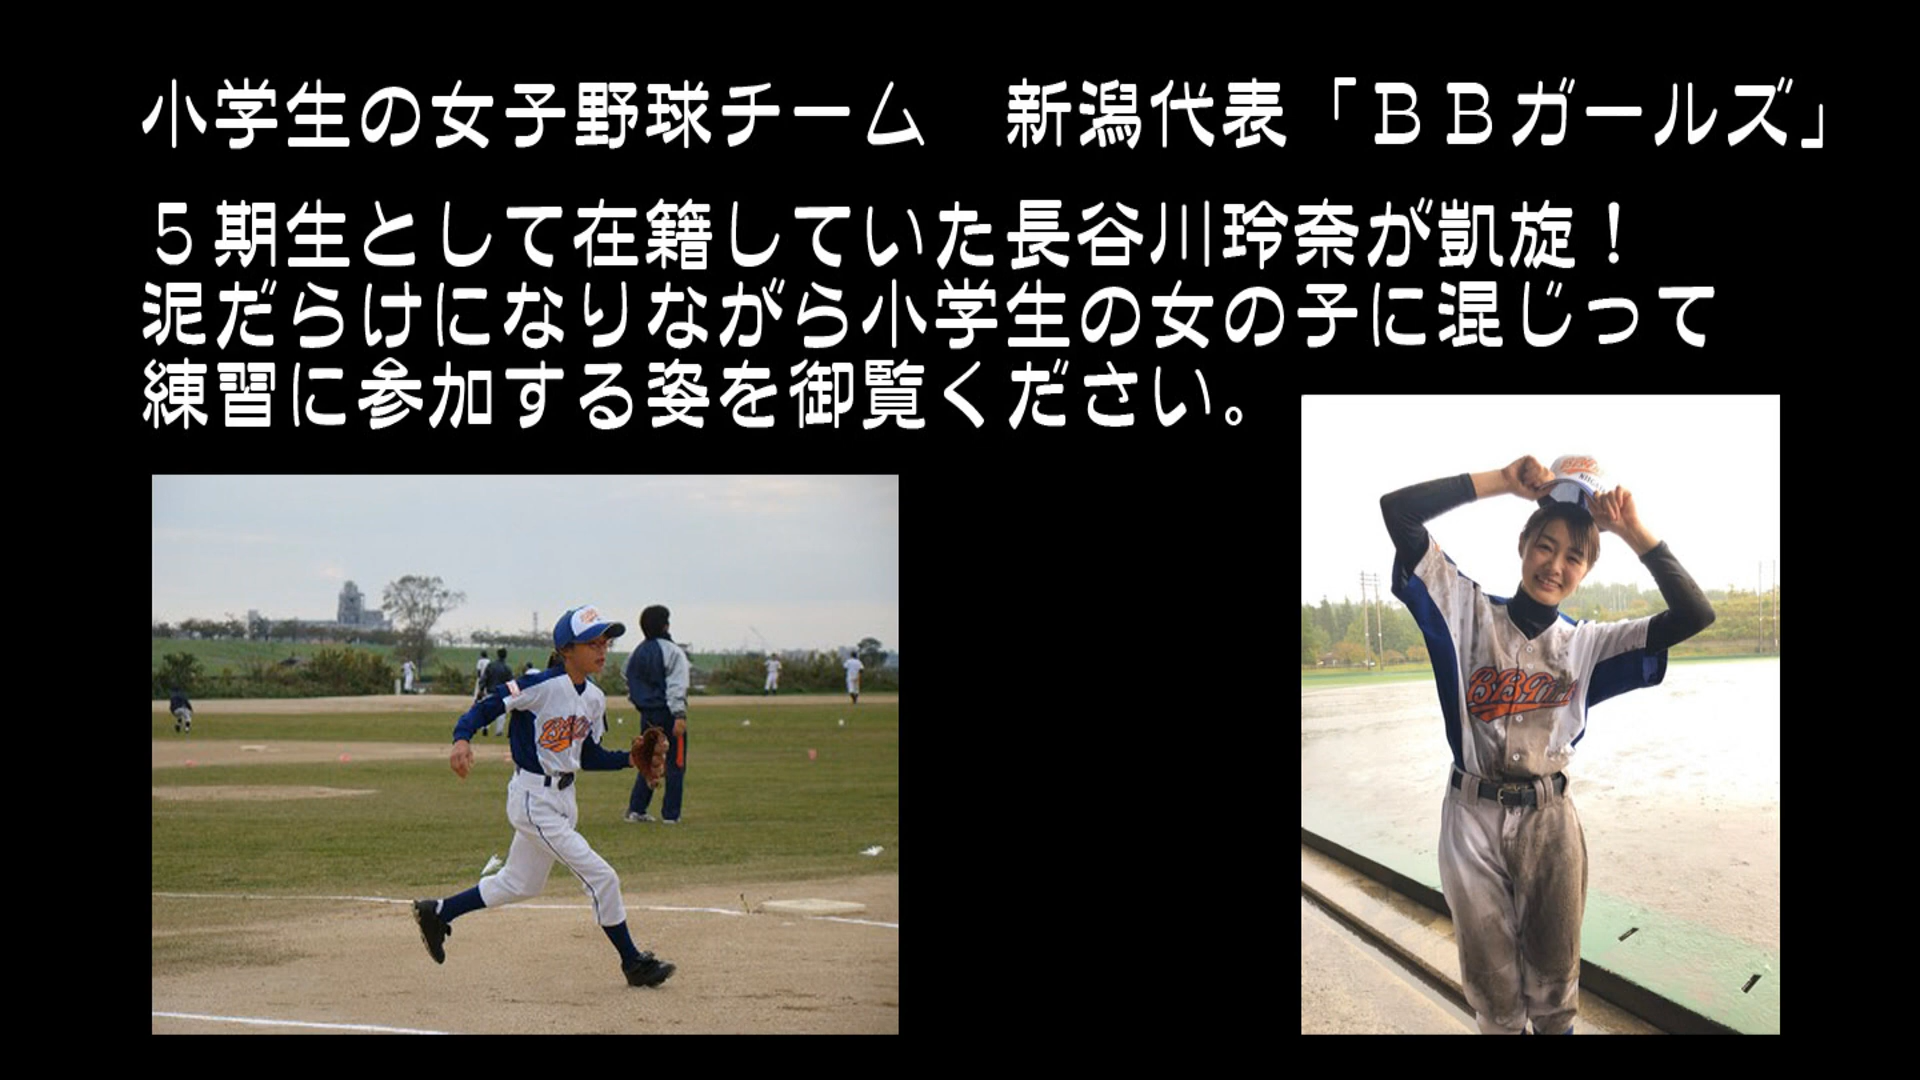 小学生の女子野球チーム　新潟代表「ＢＢガールズ」
５期生として在籍していた長谷川玲奈が凱旋！
泥だらけになりながら小学生の女の子に混じって
練習に参加する姿を御覧ください。